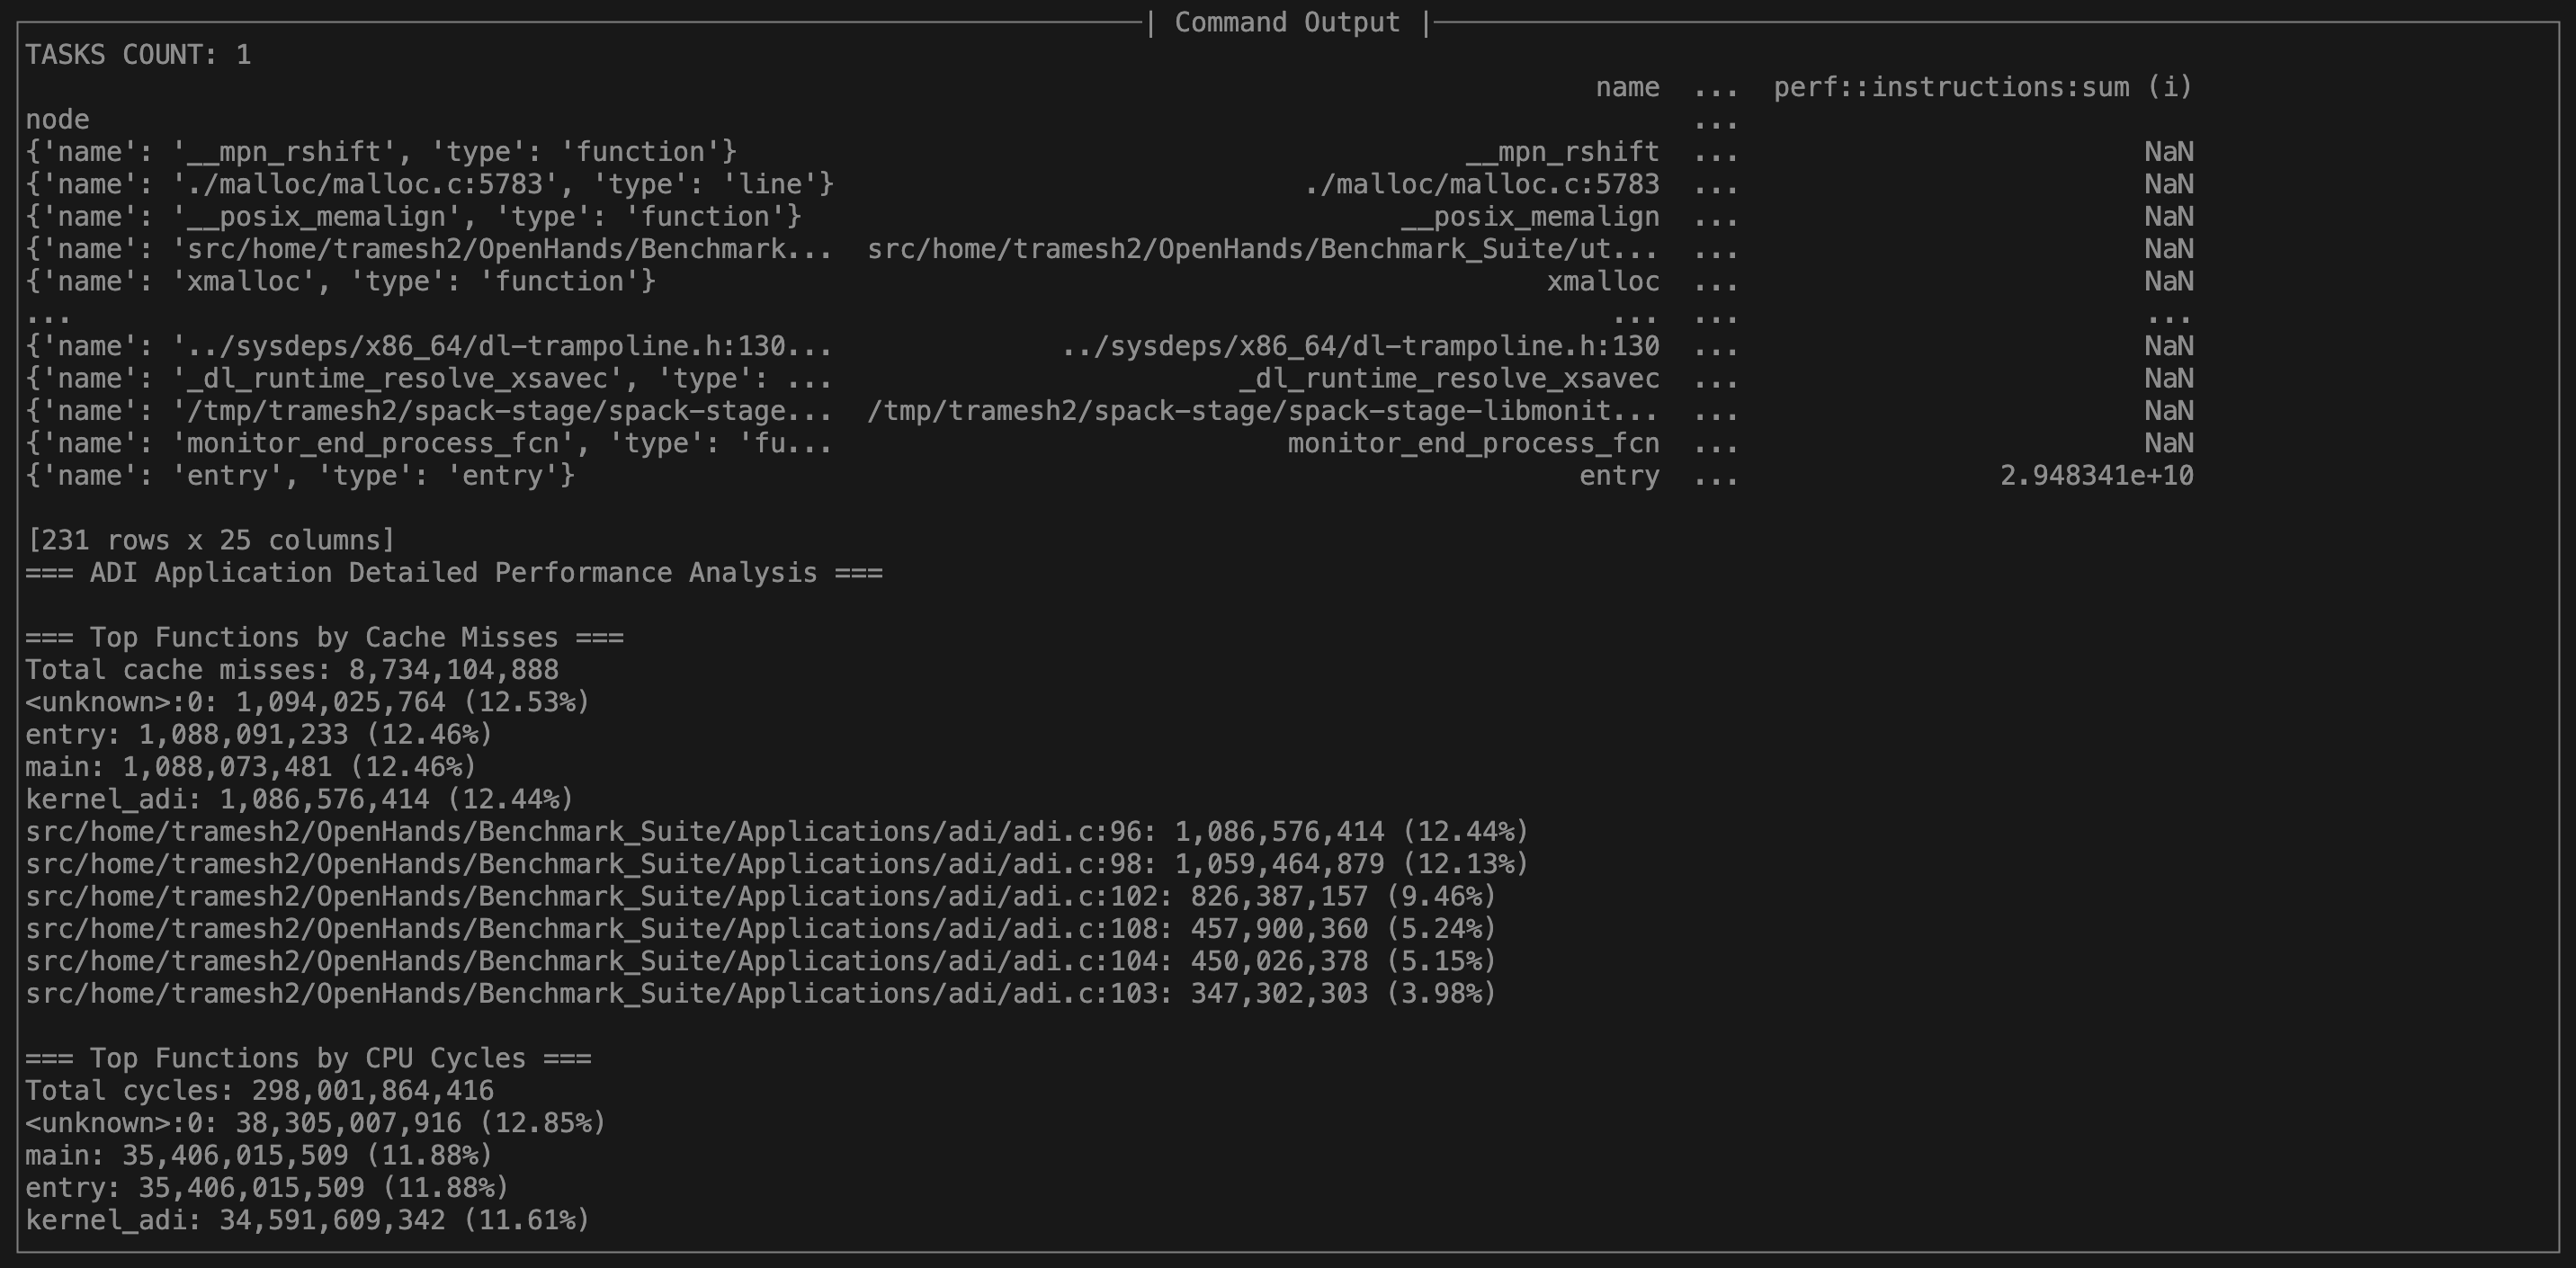 | Command Output |
TASKS COUNT: 1
name ... perf::instructions:sum (i)
node ...
{'name': '__mpn_rshift', 'type': 'function'} __mpn_rshift ... NaN
{'name': './malloc/malloc.c:5783', 'type': 'line'} ./malloc/malloc.c:5783 ... NaN
{'name': '__posix_memalign', 'type': 'function'} __posix_memalign ... NaN
{'name': 'src/home/tramesh2/OpenHands/Benchmark... src/home/tramesh2/OpenHands/Benchmark_Suite/ut... ... NaN
{'name': 'xmalloc', 'type': 'function'} xmalloc ... NaN
... ... ... ...
{'name': '../sysdeps/x86_64/dl-trampoline.h:130... ../sysdeps/x86_64/dl-trampoline.h:130 ... NaN
{'name': '_dl_runtime_resolve_xsavec', 'type': ... _dl_runtime_resolve_xsavec ... NaN
{'name': '/tmp/tramesh2/spack-stage/spack-stage... /tmp/tramesh2/spack-stage/spack-stage-libmonit... ... NaN
{'name': 'monitor_end_process_fcn', 'type': 'fu... monitor_end_process_fcn ... NaN
{'name': 'entry', 'type': 'entry'} entry ... 2.948341e+10
[231 rows x 25 columns]
=== ADI Application Detailed Performance Analysis ===
=== Top Functions by Cache Misses ===
Total cache misses: 8,734,104,888
<unknown>:0: 1,094,025,764 (12.53%)
entry: 1,088,091,233 (12.46%)
main: 1,088,073,481 (12.46%)
kernel_adi: 1,086,576,414 (12.44%)
src/home/tramesh2/OpenHands/Benchmark_Suite/Applications/adi/adi.c:96: 1,086,576,414 (12.44%)
src/home/tramesh2/OpenHands/Benchmark_Suite/Applications/adi/adi.c:98: 1,059,464,879 (12.13%)
src/home/tramesh2/OpenHands/Benchmark_Suite/Applications/adi/adi.c:102: 826,387,157 (9.46%)
src/home/tramesh2/OpenHands/Benchmark_Suite/Applications/adi/adi.c:108: 457,900,360 (5.24%)
src/home/tramesh2/OpenHands/Benchmark_Suite/Applications/adi/adi.c:104: 450,026,378 (5.15%)
src/home/tramesh2/OpenHands/Benchmark_Suite/Applications/adi/adi.c:103: 347,302,303 (3.98%)
=== Top Functions by CPU Cycles ===
Total cycles: 298,001,864,416
<unknown>:0: 38,305,007,916 (12.85%)
main: 35,406,015,509 (11.88%)
entry: 35,406,015,509 (11.88%)
kernel_adi: 34,591,609,342 (11.61%)